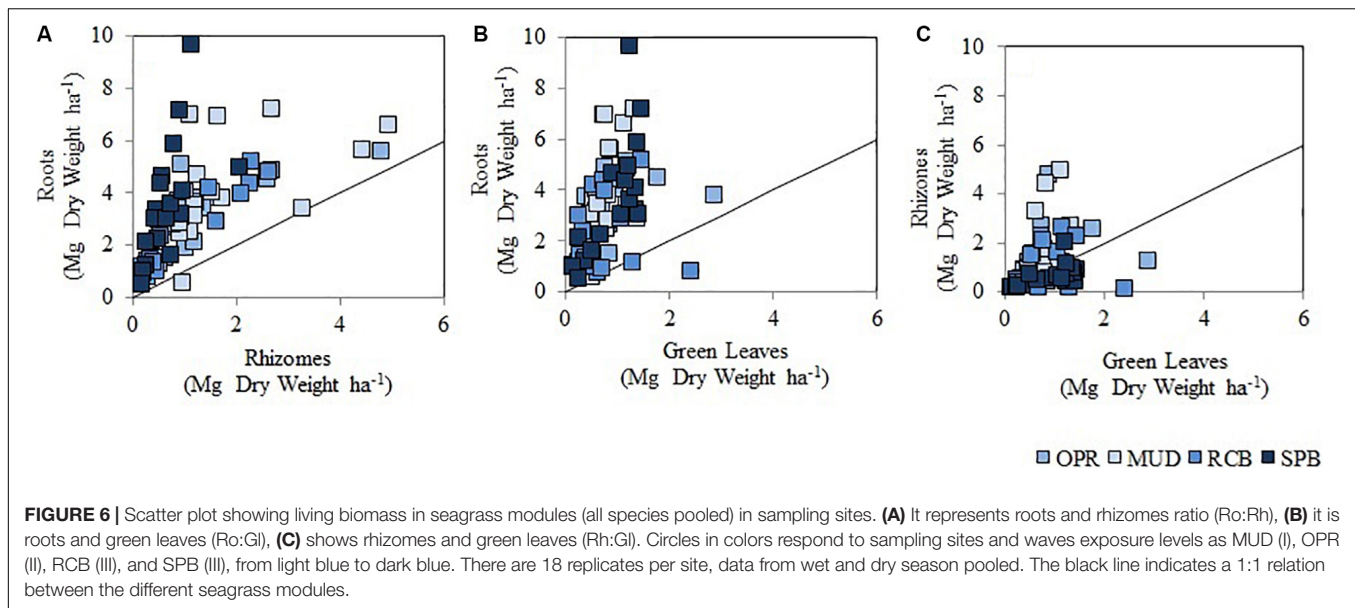 A
10
8
6
4
2
0
Roots
(Mg Dry Weight ha-1)
0 2 4 6
Rhizomes
(Mg Dry Weight ha-1)
B
10
8
6
4
2
0
Roots
(Mg Dry Weight ha-1)
0 2 4 6
Green Leaves
(Mg Dry Weight ha-1)
C
10
8
6
4
2
0
Rhizones
(Mg Dry Weight ha-1)
0 2 4 6
Green Leaves
(Mg Dry Weight ha-1)
OPR MUD RCB SPB
FIGURE 6 | Scatter plot showing living biomass in seagrass modules (all species pooled) in sampling sites. (A) It represents roots and rhizomes ratio (Ro:Rh), (B) it is
roots and green leaves (Ro:Gl), (C) shows rhizomes and green leaves (Rh:Gl). Circles in colors respond to sampling sites and waves exposure levels as MUD (I), OPR
(II), RCB (III), and SPB (III), from light blue to dark blue. There are 18 replicates per site, data from wet and dry season pooled. The black line indicates a 1:1 relation
between the different seagrass modules.